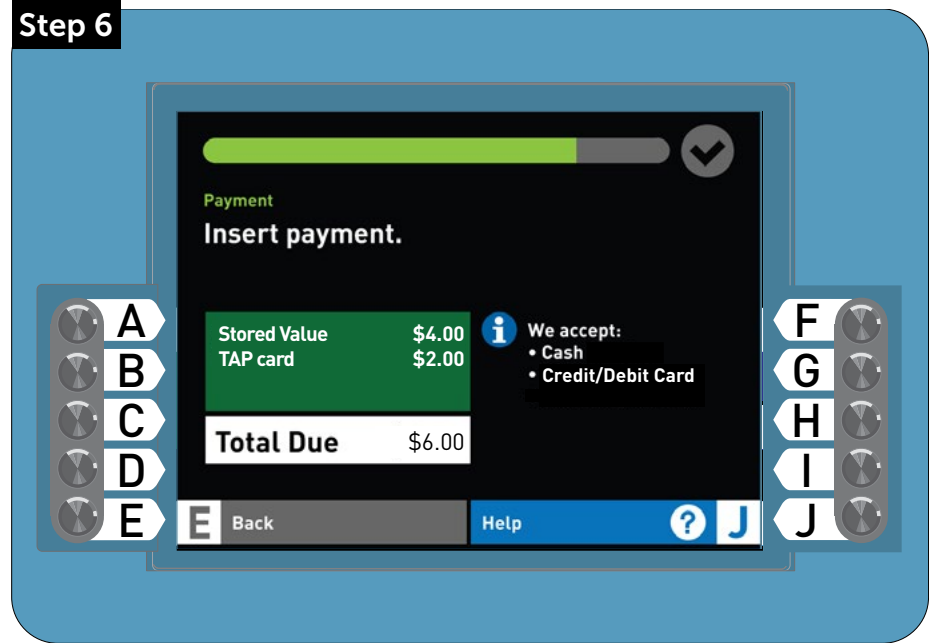 Step 6
Payment
Insert payment.
Stored Value $4.00
TAP card $2.00
Total Due $6.00
We accept:
• Cash
• Credit/Debit Card
A
B
C
D
E
F
G
H
I
J
E Back
Help ? J